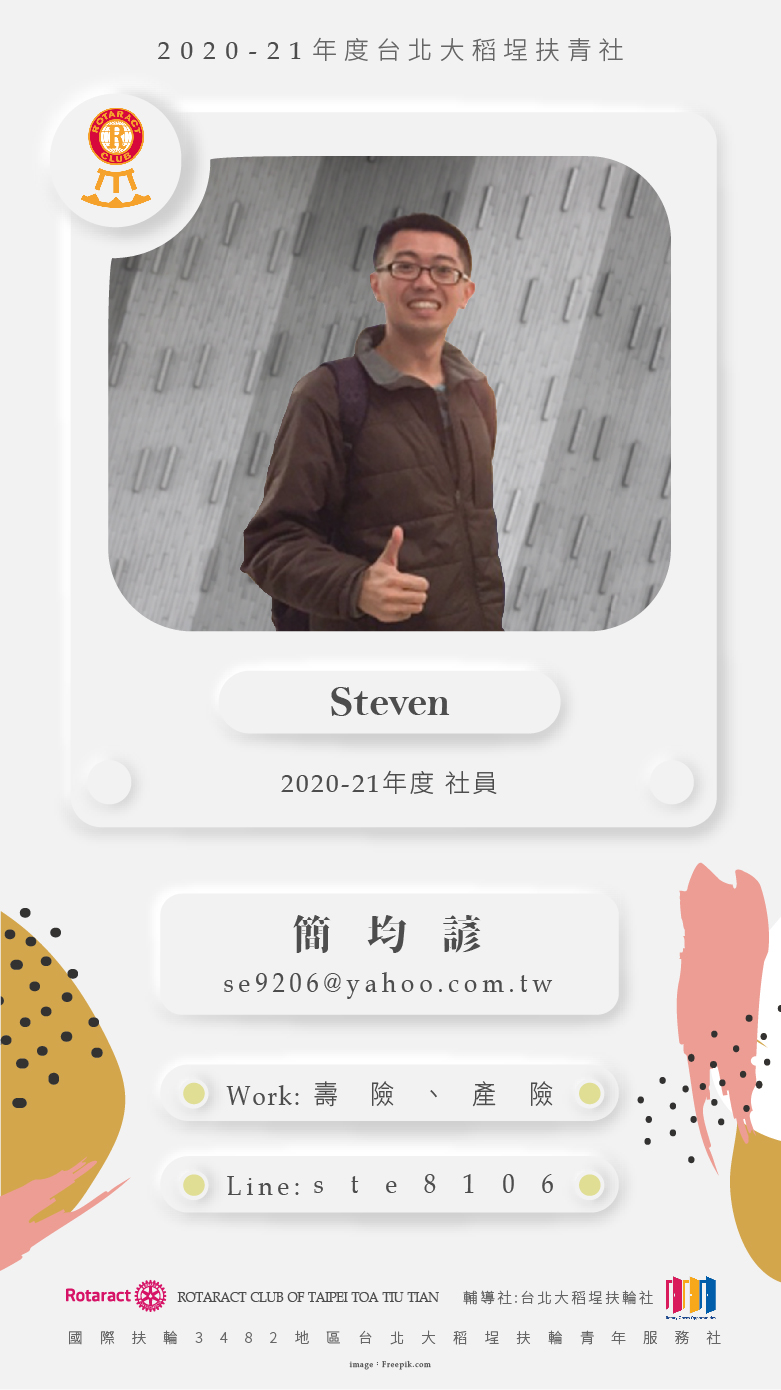 2020-21年度台北大稻埕扶青社
ROTARACT
R
CLUB
Steven
2020-21年度 社員
簡均諺
se9206@yahoo.com.tw
Work: 壽險、產險
Line: ste8106
Rotaract ROTARACT CLUB OF TAIPEI TOA TIU TIAN 輔導社:台北大稻埕扶輪社
Rotary Opens Opportunities
國際扶輪3482地區台北大稻埕扶輪青年服務社
image : Freepik.com